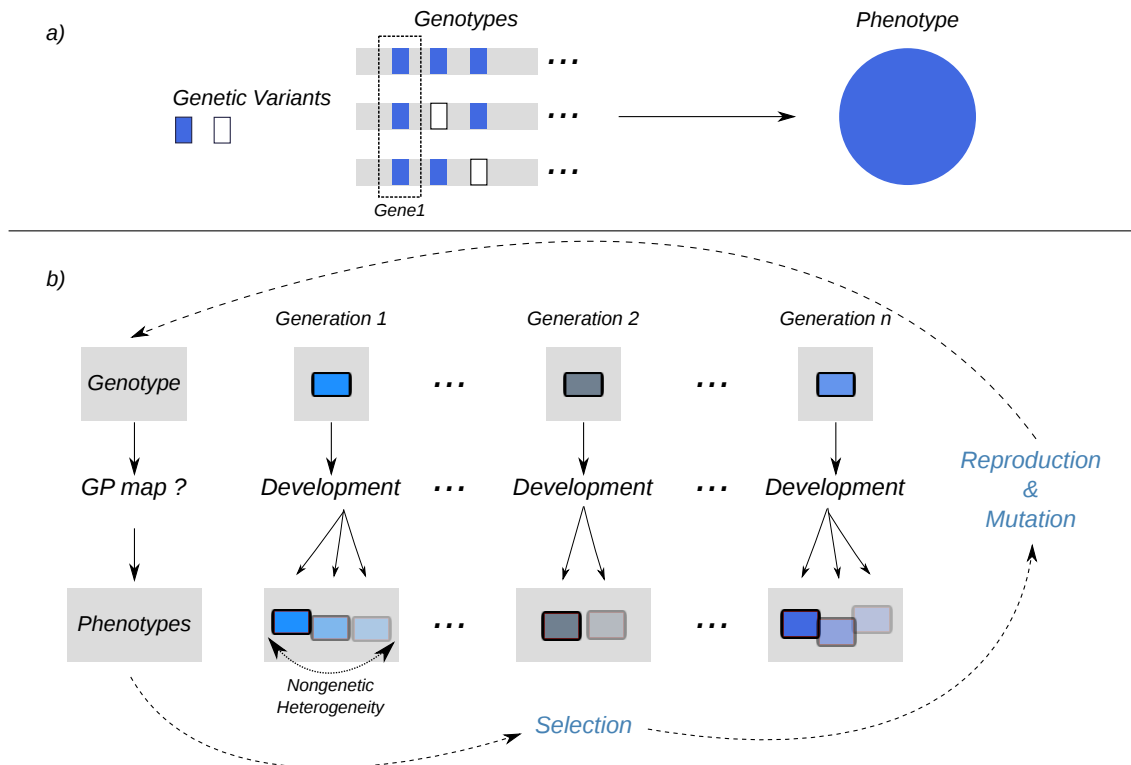 a)
Genotypes
Phenotype
...
Genetic Variants
...
...
Gene1
b)
Generation 1
Generation 2
Generation n
Genotype
...
...
GP map ?
Development
...
Development
...
Development
Reproduction
&
Mutation
Phenotypes
...
...
Nongenetic
Heterogeneity
Selection